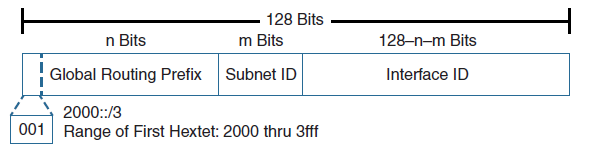 128 Bits
n Bits m Bits 128–n–m Bits
Global Routing Prefix Subnet ID Interface ID
001
2000::/3
Range of First Hextet: 2000 thru 3fff